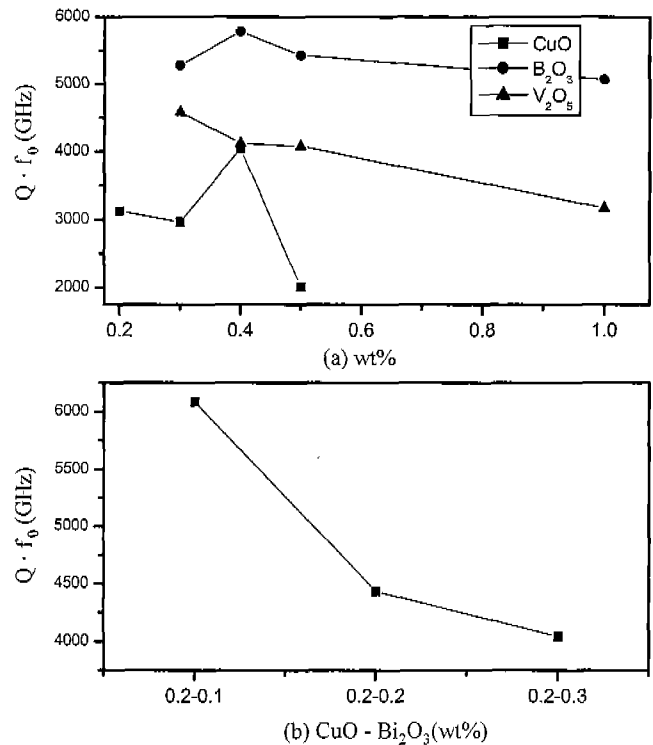 6000
5000
4000
3000
2000
Q · f₀ (GHz)
CuO
B₂O₃
V₂O₅
0.2 0.4 0.6 0.8 1.0
(a) wt%
6000
5500
5000
4500
4000
Q · f₀ (GHz)
0.2-0.1 0.2-0.2 0.2-0.3
(b) CuO - Bi₂O₃(wt%)